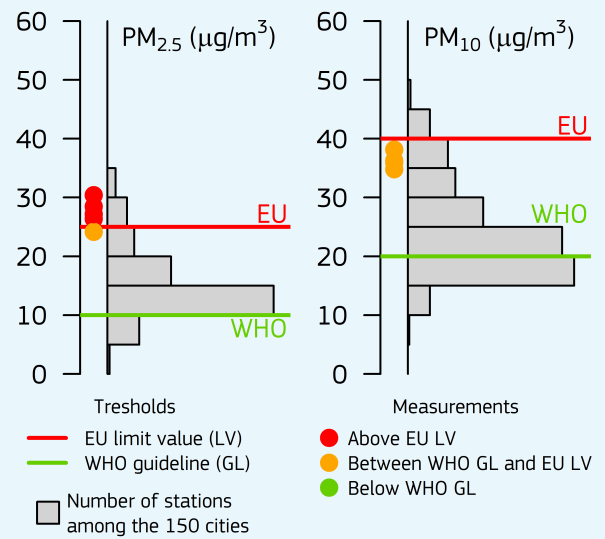 PM2.5 (µg/m³)
60
50
40
30
20
10
0
EU
WHO
PM10 (µg/m³)
60
50
40
30
20
10
0
EU
WHO
Tresholds
EU limit value (LV)
WHO guideline (GL)
Number of stations
among the 150 cities
Measurements
Above EU LV
Between WHO GL and EU LV
Below WHO GL